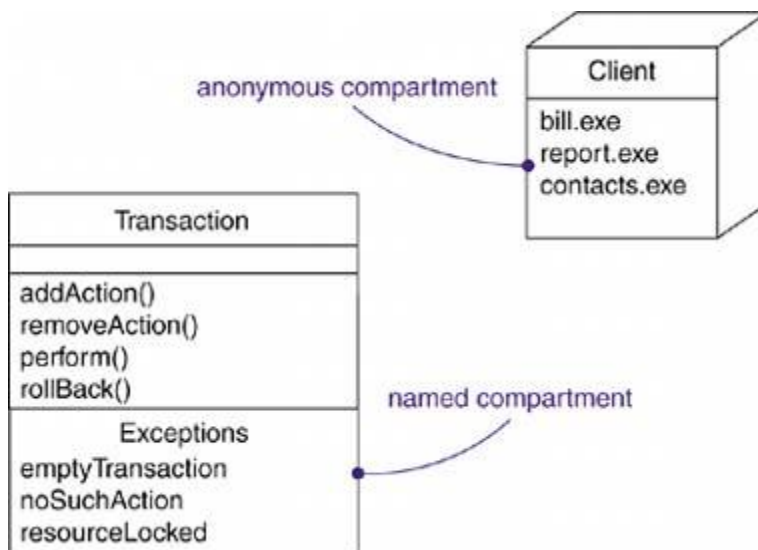 Client
anonymous compartment
bill.exe
report.exe
contacts.exe
Transaction
addAction()
removeAction()
perform()
rollBack()
named compartment
Exceptions
emptyTransaction
noSuchAction
resourceLocked